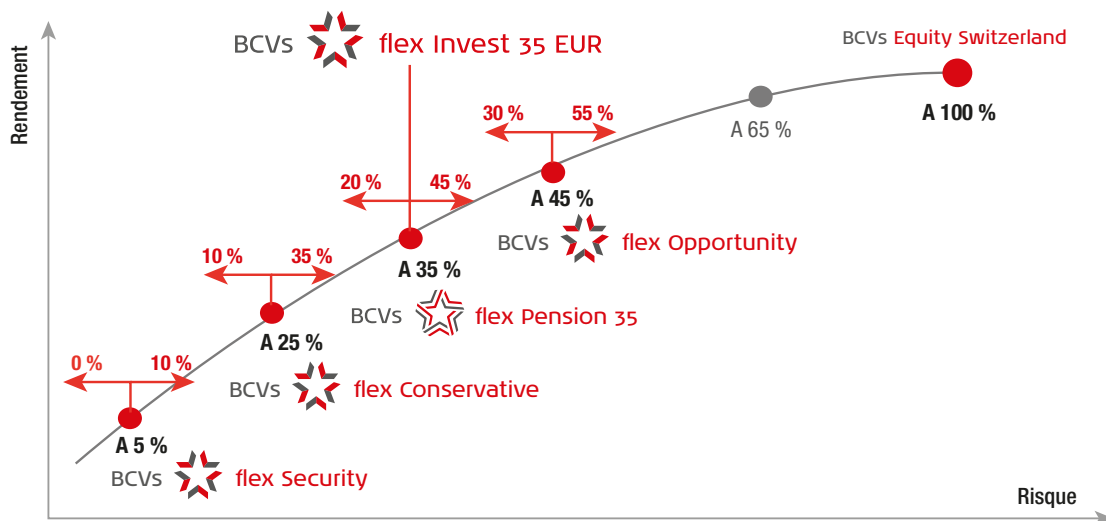 Rendement
BCVs flex Invest 35 EUR
BCVs Equity Switzerland
A 100 %
A 65 %
30 % 55 %
A 45 %
BCVs flex Opportunity
20 % 45 %
A 35 %
BCVs flex Pension 35
10 % 35 %
A 25 %
BCVs flex Conservative
0 % 10 %
A 5 %
BCVs flex Security
Risque